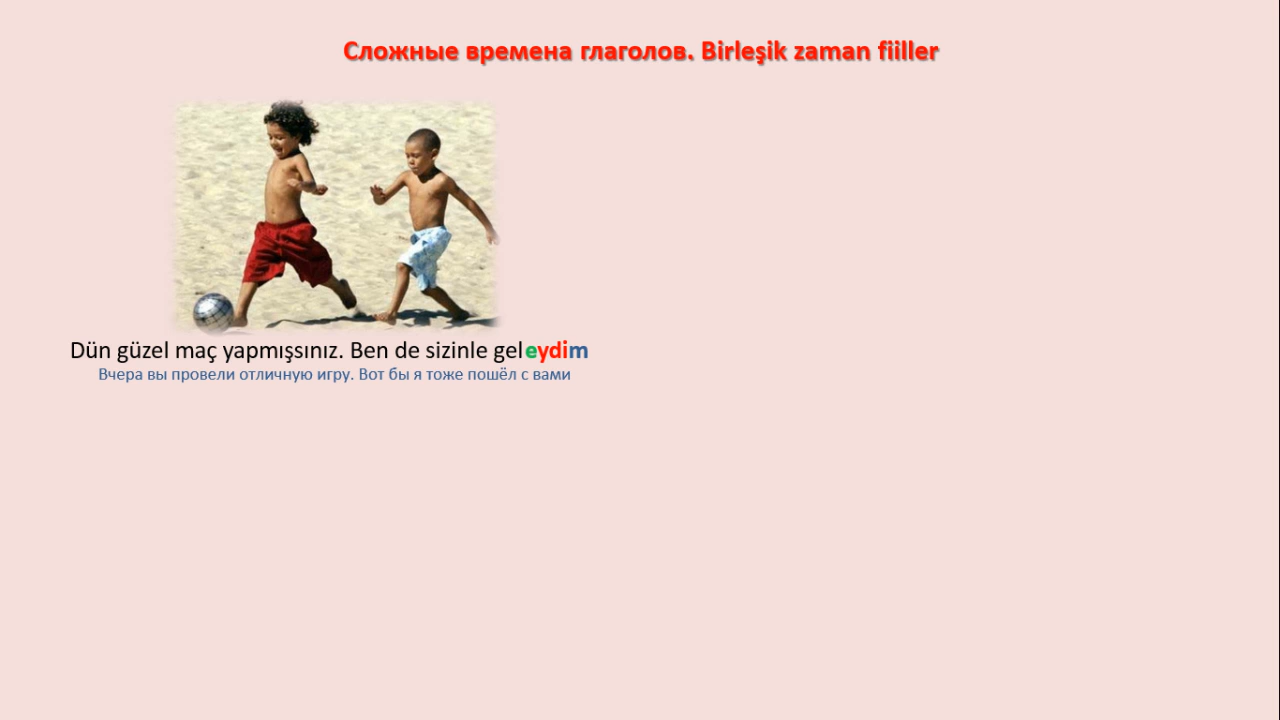 Сложные времена глаголов. Birleşik zaman fiiller
Dün güzel maç yapmışsınız. Ben de sizinle geleydim
Вчера вы провели отличную игру. Вот бы я тоже пошёл с вами